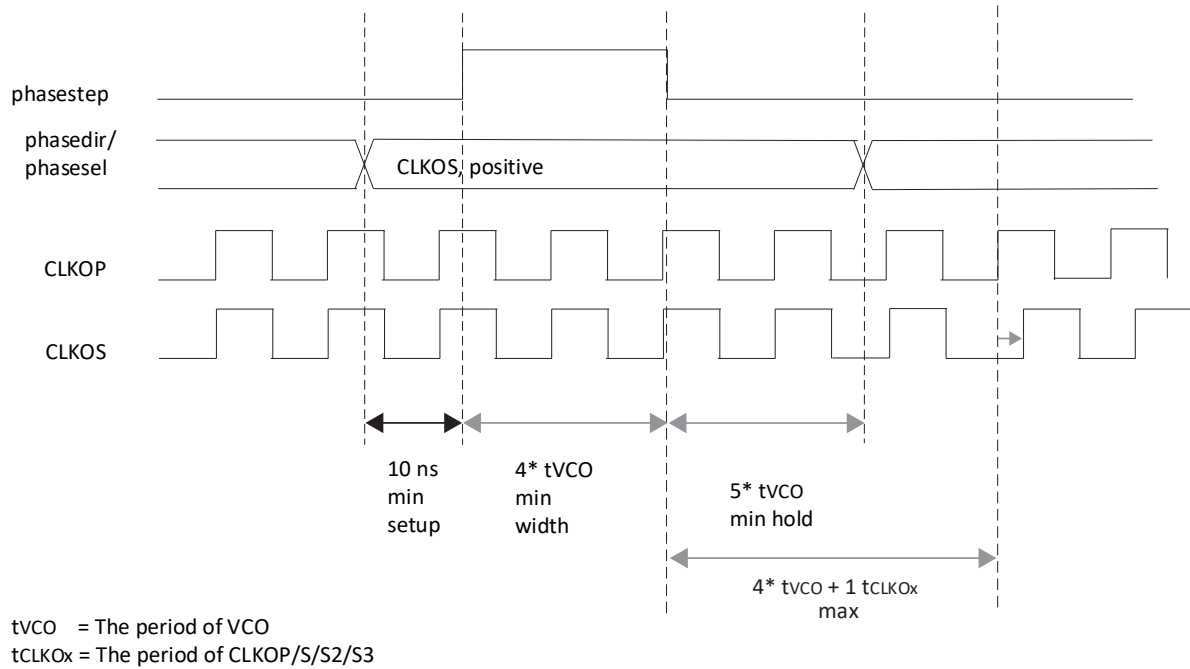 phasestep
phasedir/
phasesel
CLKOS, positive
CLKOP
CLKOS
10 ns
min
setup
4* tVCO
min
width
5* tVCO
min hold
4* tVCO + 1 tCLKOx
max
tVCO = The period of VCO
tCLKOx = The period of CLKOP/S/S2/S3